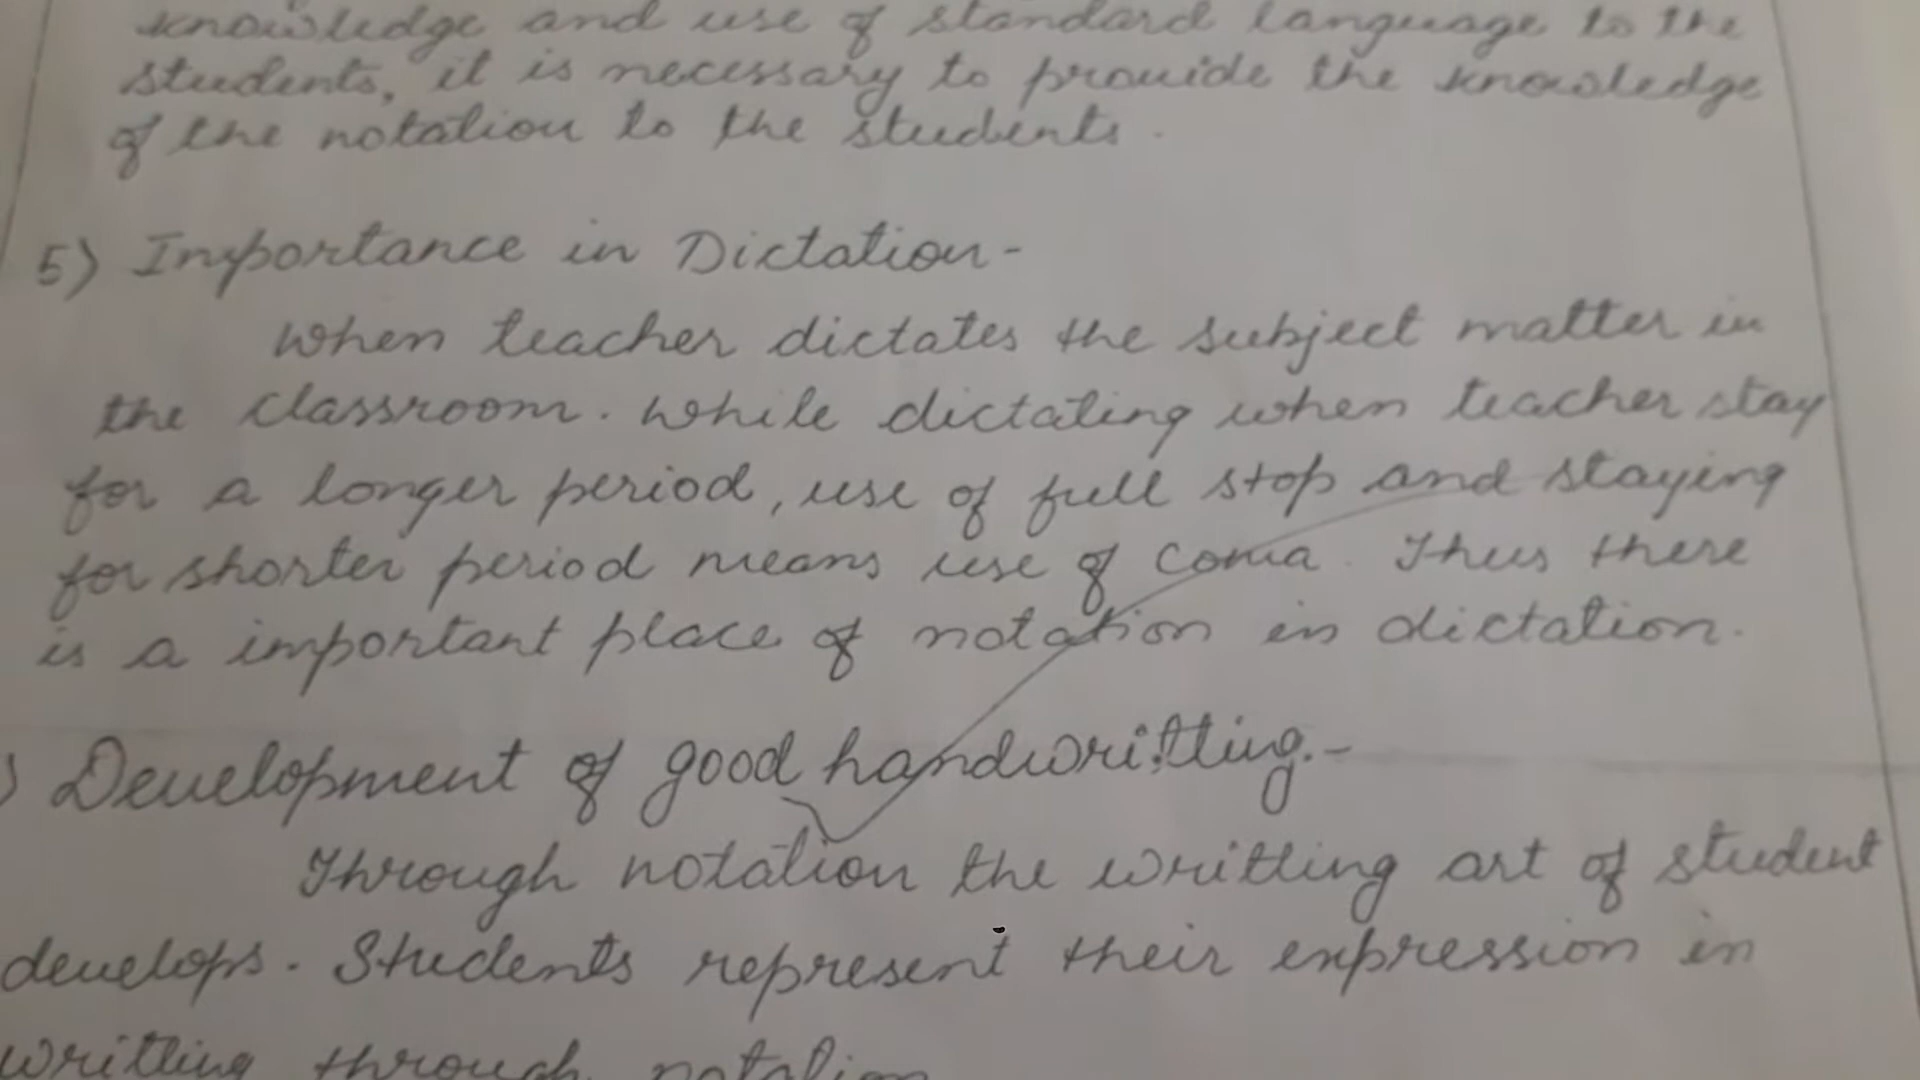 knowledge and use of standard language to the
students, it is necessary to provide the knowledge
of the notation to the students.
5) Importance in Dictation-
When teacher dictates the subject matter in
the classroom. While dictating when teacher stay
for a longer period, use of full stop and staying
for shorter period means use of coma. Thus there
is a important place of notation in dictation.
) Development of good handwritting.-
Through notation the writting art of student
develops. Students represent their expression in
writting through notation